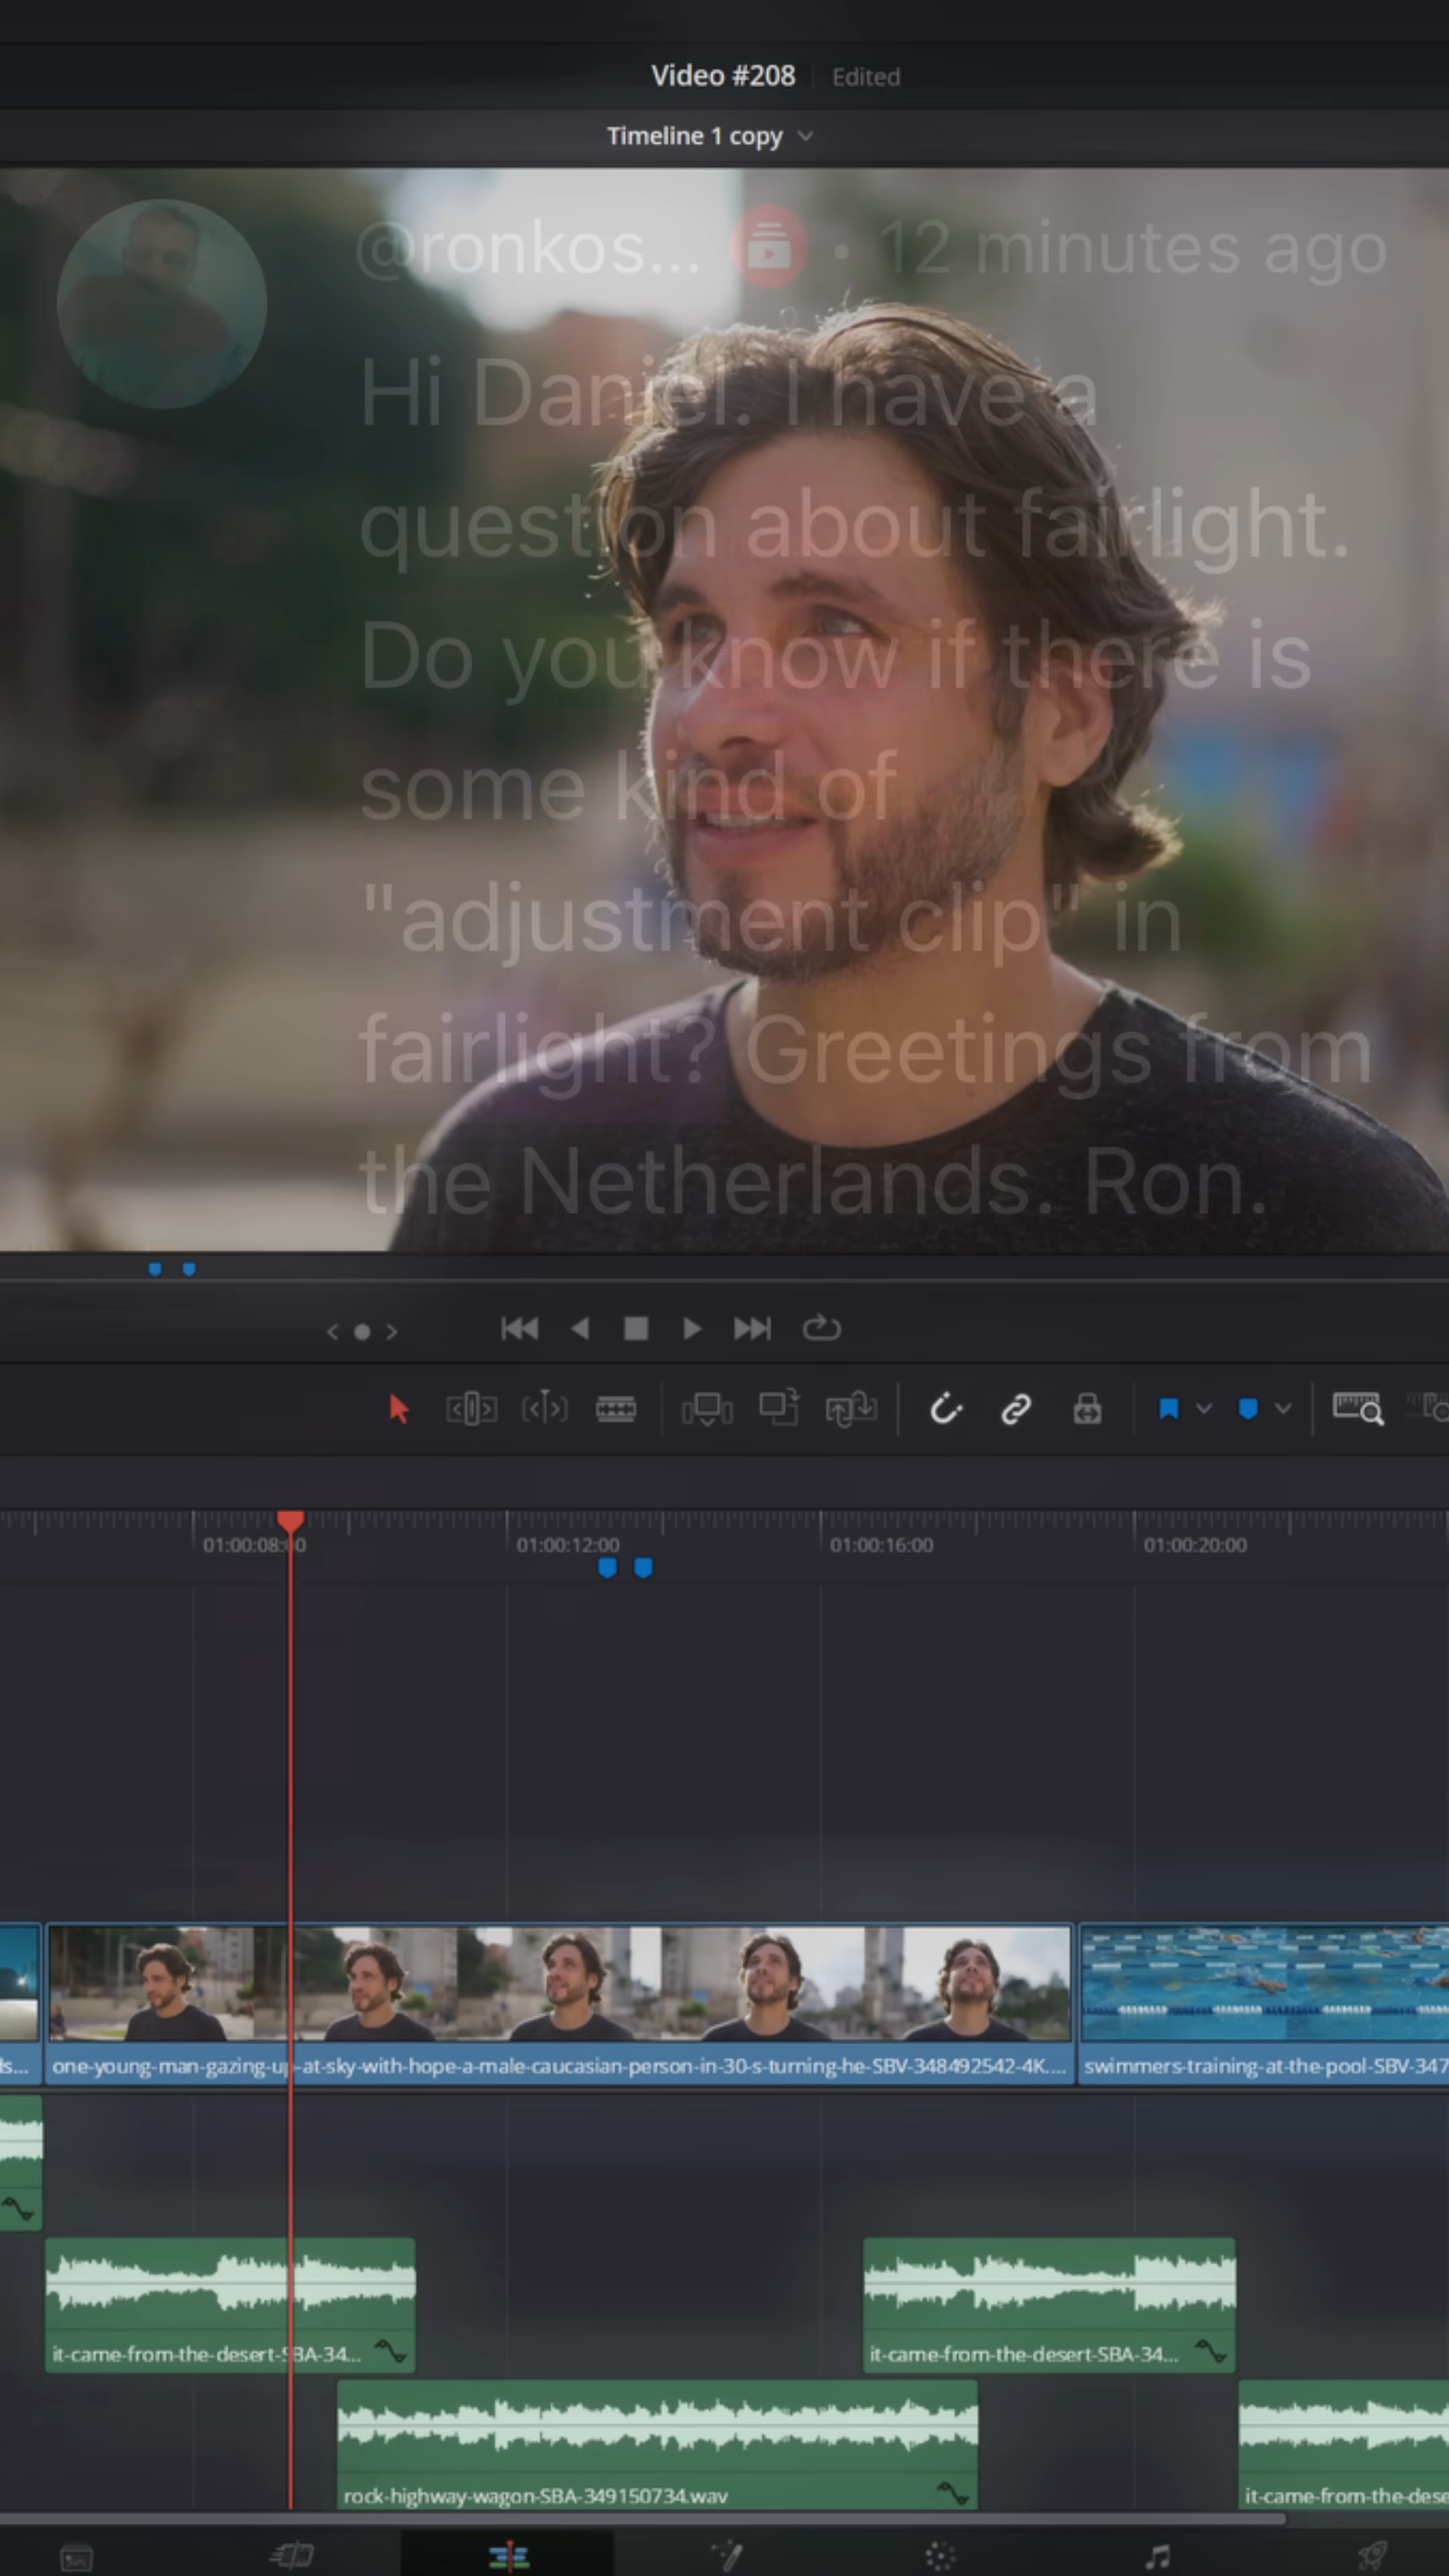 Video #208 Edited
Timeline 1 copy
@ronkos... • 12 minutes ago
Hi Daniel. I have a
question about fairlight.
Do you know if there is
some kind of
"adjustment clip" in
fairlight? Greetings from
the Netherlands. Ron.
01:00:08:00 01:00:12:00 01:00:16:00 01:00:20:00
ds... one-young-man-gazing-up-at-sky-with-hope-a-male-caucasian-person-in-30-s-turning-he-SBV-348492542-4K.... swimmers-training-at-the-pool-SBV-347
it-came-from-the-desert-SBA-34... it-came-from-the-desert-SBA-34...
rock-highway-wagon-SBA-349150734.wav it-came-from-the-dese